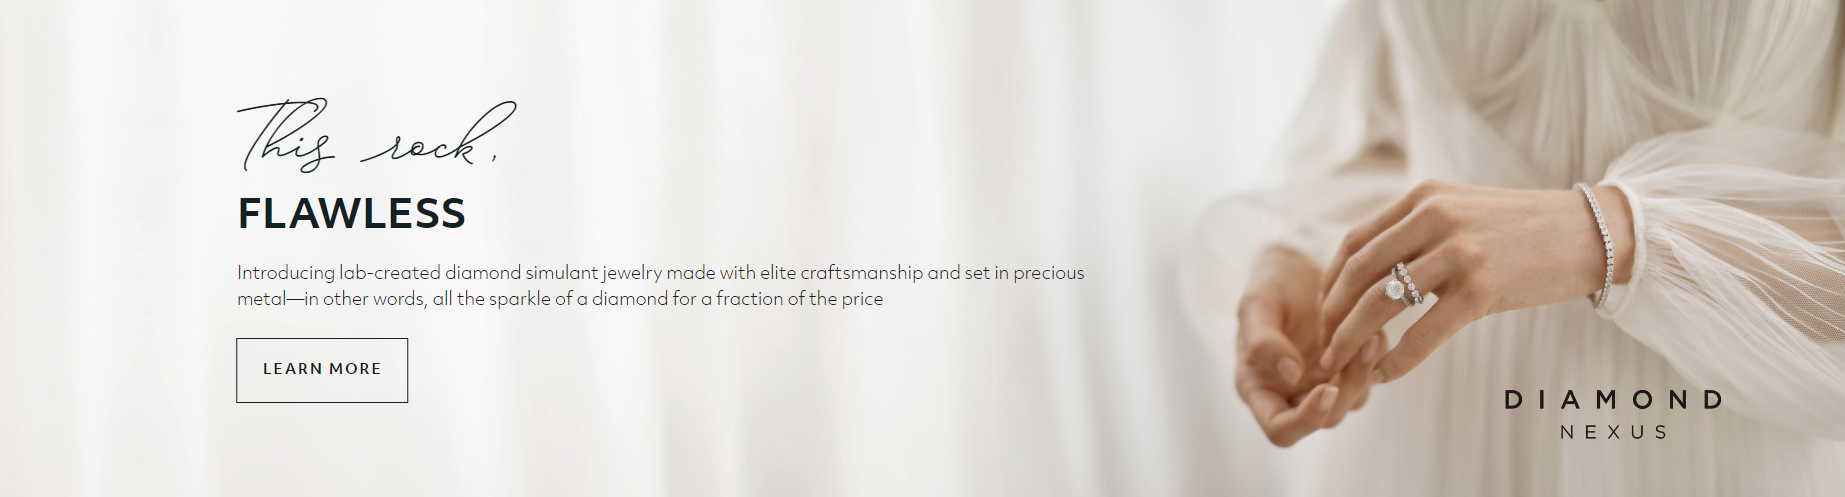 This rock,
FLAWLESS
Introducing lab-created diamond simulant jewelry made with elite craftsmanship and set in precious
metal—in other words, all the sparkle of a diamond for a fraction of the price
LEARN MORE
DIAMOND
NEXUS